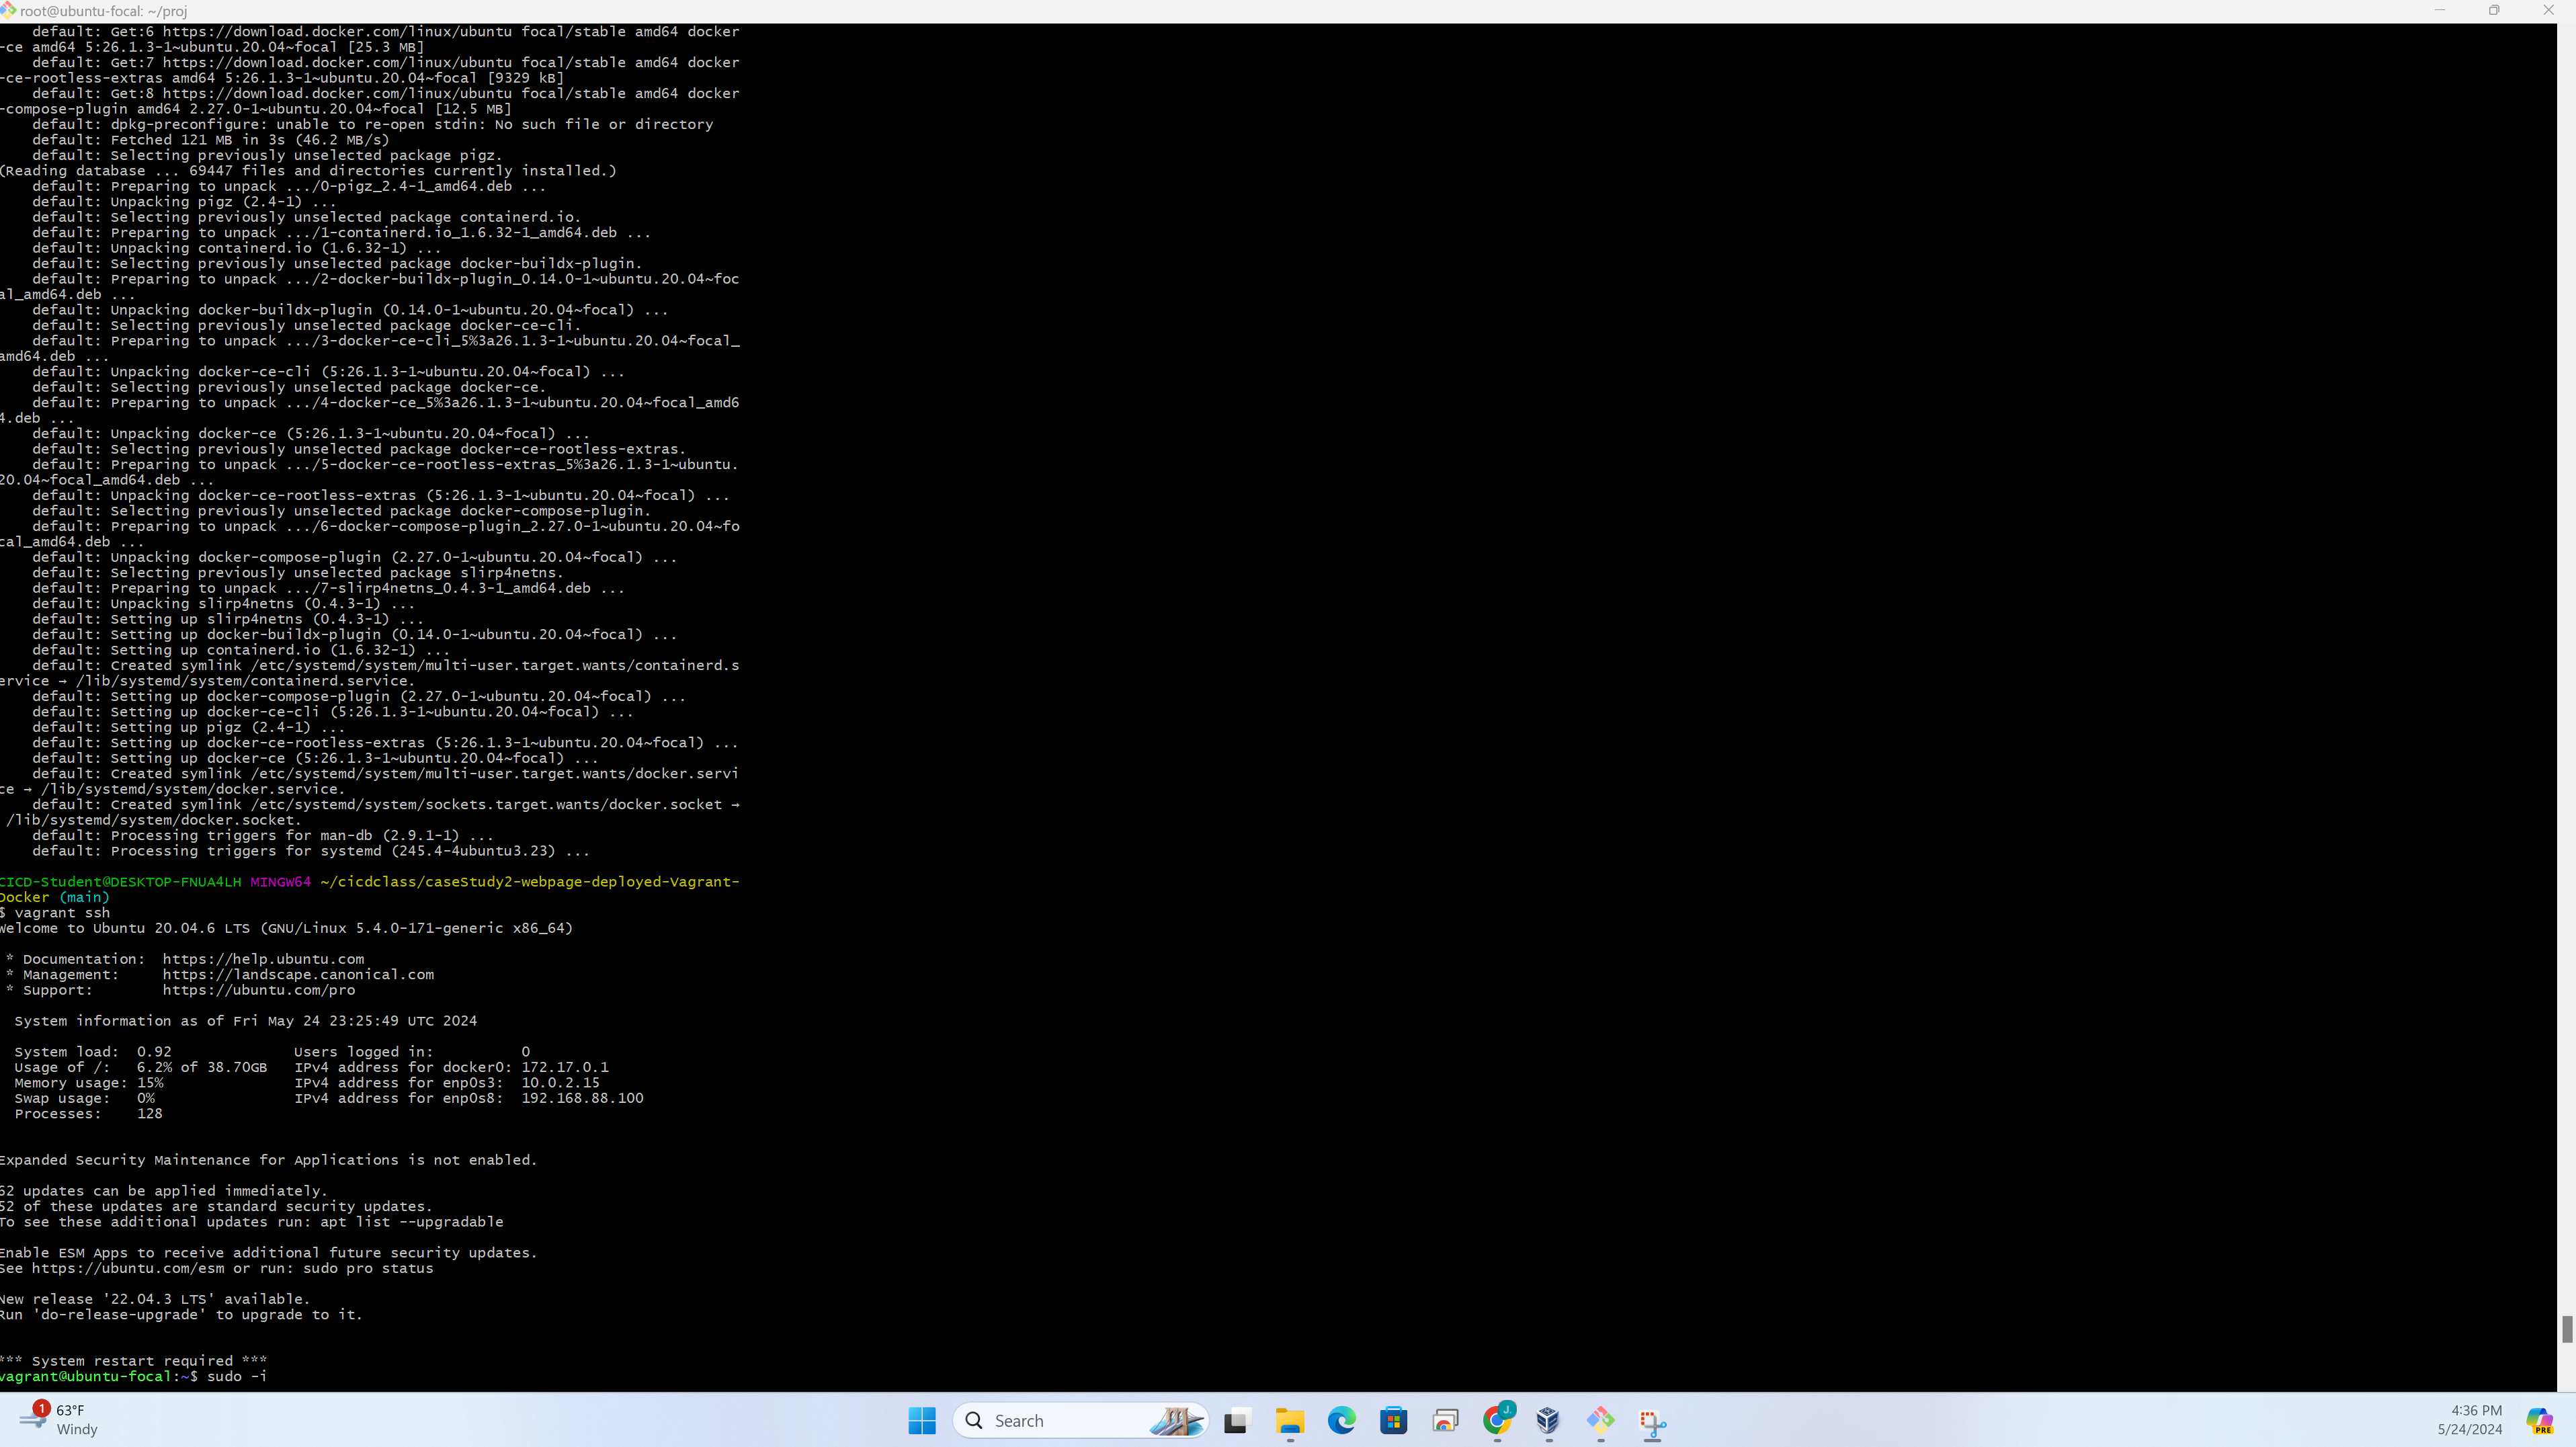 root@ubuntu-focal: ~/proj
default: Get:6 https://download.docker.com/linux/ubuntu focal/stable amd64 docker
-ce amd64 5:26.1.3-1~ubuntu.20.04~focal [25.3 MB]
default: Get:7 https://download.docker.com/linux/ubuntu focal/stable amd64 docker
-ce-rootless-extras amd64 5:26.1.3-1~ubuntu.20.04~focal [9329 kB]
default: Get:8 https://download.docker.com/linux/ubuntu focal/stable amd64 docker
-compose-plugin amd64 2.27.0-1~ubuntu.20.04~focal [12.5 MB]
default: dpkg-preconfigure: unable to re-open stdin: No such file or directory
default: Fetched 121 MB in 3s (46.2 MB/s)
default: Selecting previously unselected package pigz.
(Reading database ... 69447 files and directories currently installed.)
default: Preparing to unpack .../0-pigz_2.4-1_amd64.deb ...
default: Unpacking pigz (2.4-1) ...
default: Selecting previously unselected package containerd.io.
default: Preparing to unpack .../1-containerd.io_1.6.32-1_amd64.deb ...
default: Unpacking containerd.io (1.6.32-1) ...
default: Selecting previously unselected package docker-buildx-plugin.
default: Preparing to unpack .../2-docker-buildx-plugin_0.14.0-1~ubuntu.20.04~foc
al_amd64.deb ...
default: Unpacking docker-buildx-plugin (0.14.0-1~ubuntu.20.04~focal) ...
default: Selecting previously unselected package docker-ce-cli.
default: Preparing to unpack .../3-docker-ce-cli_5%3a26.1.3-1~ubuntu.20.04~focal_
amd64.deb ...
default: Unpacking docker-ce-cli (5:26.1.3-1~ubuntu.20.04~focal) ...
default: Selecting previously unselected package docker-ce.
default: Preparing to unpack .../4-docker-ce_5%3a26.1.3-1~ubuntu.20.04~focal_amd6
4.deb ...
default: Unpacking docker-ce (5:26.1.3-1~ubuntu.20.04~focal) ...
default: Selecting previously unselected package docker-ce-rootless-extras.
default: Preparing to unpack .../5-docker-ce-rootless-extras_5%3a26.1.3-1~ubuntu.
20.04~focal_amd64.deb ...
default: Unpacking docker-ce-rootless-extras (5:26.1.3-1~ubuntu.20.04~focal) ...
default: Selecting previously unselected package docker-compose-plugin.
default: Preparing to unpack .../6-docker-compose-plugin_2.27.0-1~ubuntu.20.04~fo
cal_amd64.deb ...
default: Unpacking docker-compose-plugin (2.27.0-1~ubuntu.20.04~focal) ...
default: Selecting previously unselected package slirp4netns.
default: Preparing to unpack .../7-slirp4netns_0.4.3-1_amd64.deb ...
default: Unpacking slirp4netns (0.4.3-1) ...
default: Setting up slirp4netns (0.4.3-1) ...
default: Setting up docker-buildx-plugin (0.14.0-1~ubuntu.20.04~focal) ...
default: Setting up containerd.io (1.6.32-1) ...
default: Created symlink /etc/systemd/system/multi-user.target.wants/containerd.s
ervice → /lib/systemd/system/containerd.service.
default: Setting up docker-compose-plugin (2.27.0-1~ubuntu.20.04~focal) ...
default: Setting up docker-ce-cli (5:26.1.3-1~ubuntu.20.04~focal) ...
default: Setting up pigz (2.4-1) ...
default: Setting up docker-ce-rootless-extras (5:26.1.3-1~ubuntu.20.04~focal) ...
default: Setting up docker-ce (5:26.1.3-1~ubuntu.20.04~focal) ...
default: Created symlink /etc/systemd/system/multi-user.target.wants/docker.servi
ce → /lib/systemd/system/docker.service.
default: Created symlink /etc/systemd/system/sockets.target.wants/docker.socket →
/lib/systemd/system/docker.socket.
default: Processing triggers for man-db (2.9.1-1) ...
default: Processing triggers for systemd (245.4-4ubuntu3.23) ...
CICD-Student@DESKTOP-FNUA4LH MINGW64 ~/cicdclass/caseStudy2-webpage-deployed-Vagrant-
Docker (main)
$ vagrant ssh
Welcome to Ubuntu 20.04.6 LTS (GNU/Linux 5.4.0-171-generic x86_64)
* Documentation: https://help.ubuntu.com
* Management: https://landscape.canonical.com
* Support: https://ubuntu.com/pro
System information as of Fri May 24 23:25:49 UTC 2024
System load: 0.92 Users logged in: 0
Usage of /: 6.2% of 38.70GB IPv4 address for docker0: 172.17.0.1
Memory usage: 15% IPv4 address for enp0s3: 10.0.2.15
Swap usage: 0% IPv4 address for enp0s8: 192.168.88.100
Processes: 128
Expanded Security Maintenance for Applications is not enabled.
62 updates can be applied immediately.
52 of these updates are standard security updates.
To see these additional updates run: apt list --upgradable
Enable ESM Apps to receive additional future security updates.
See https://ubuntu.com/esm or run: sudo pro status
New release '22.04.3 LTS' available.
Run 'do-release-upgrade' to upgrade to it.
*** System restart required ***
vagrant@ubuntu-focal:~$ sudo -i
1
63°F
Windy
Search
J.
4:36 PM
5/24/2024
PRE